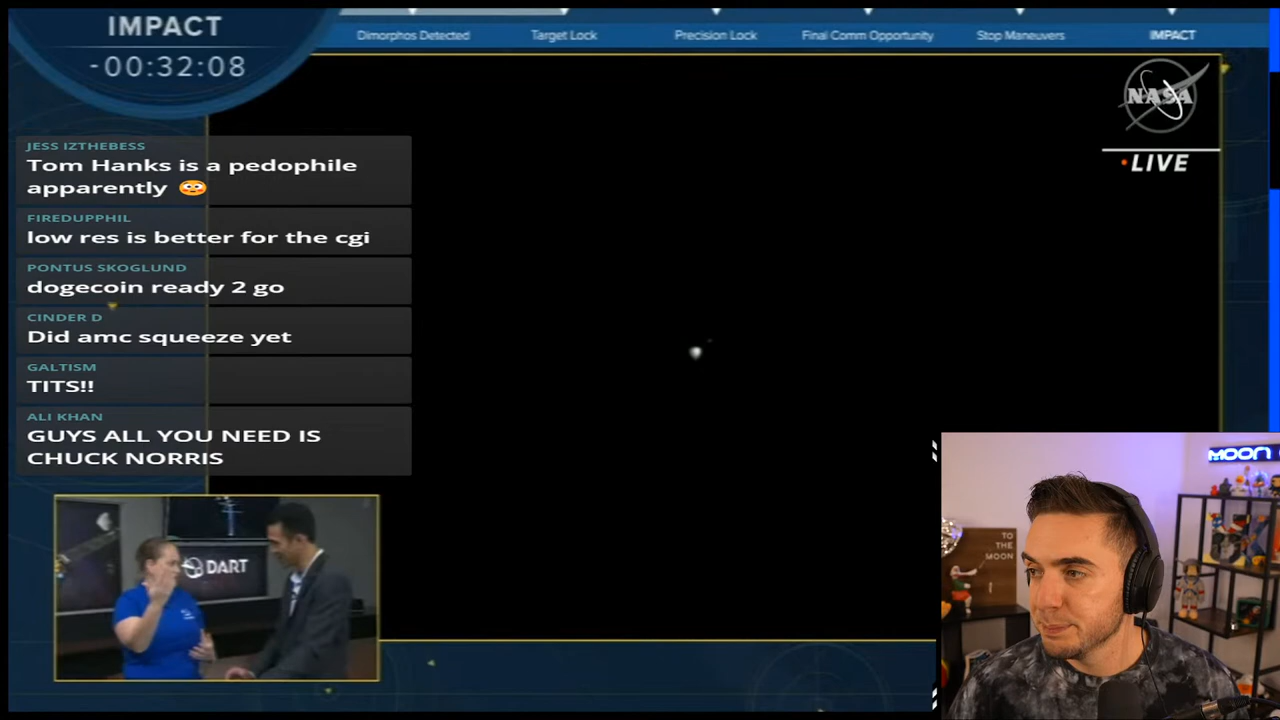 IMPACT
-00:32:08
Dimorphos Detected
Target Lock
Precision Lock
Final Comm Opportunity
Stop Maneuvers
IMPACT
NASA
LIVE
JESS IZTHEBESS
Tom Hanks is a pedophile
apparently 😳
FIREDUPPHIL
low res is better for the cgi
PONTUS SKOGLUND
dogecoin ready 2 go
CINDER D
Did amc squeeze yet
GALTISM
TITS!!
ALI KHAN
GUYS ALL YOU NEED IS
CHUCK NORRIS
DART
MOON
TO
THE
MOON